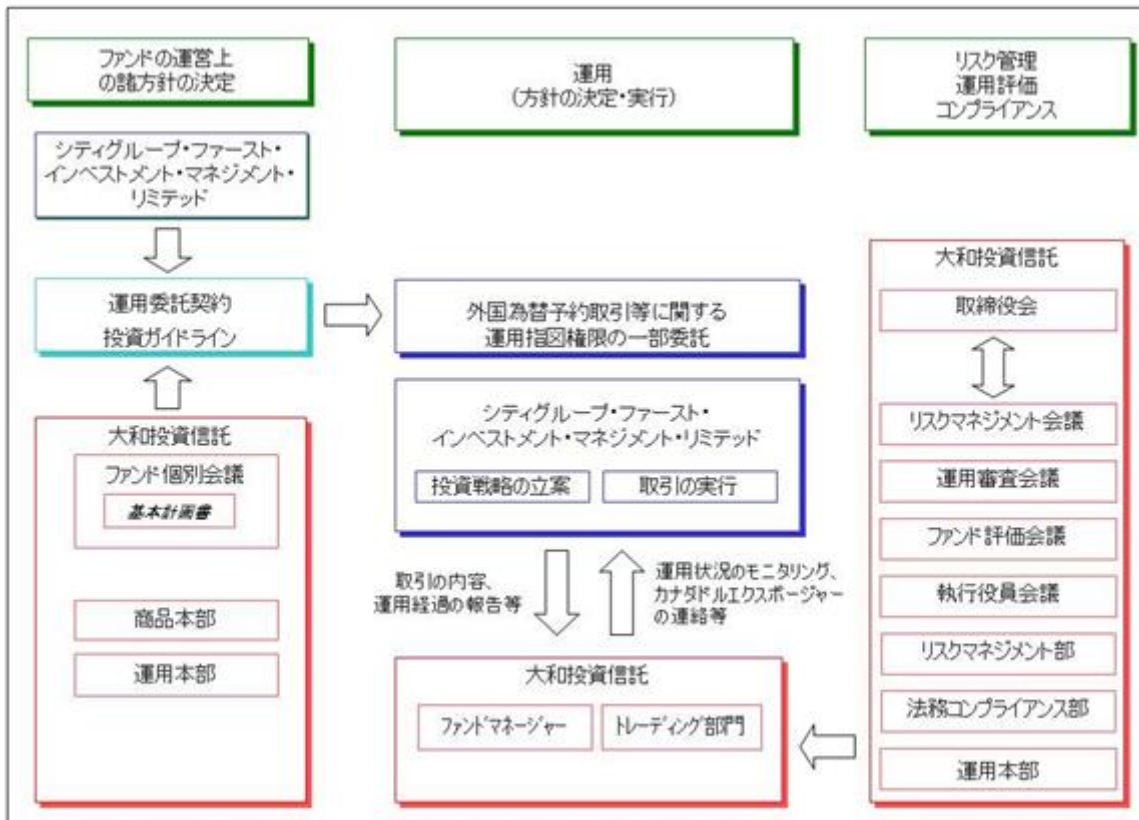 ファンドの運営上
の諸方針の決定
運用
(方針の決定・実行)
リスク管理
運用評価
コンプライアンス
シティグループ・ファースト・
インベストメント・マネジメント・
リミテッド
運用委託契約
投資ガイドライン
大和投資信託
ファンド個別会議
基本計画書
商品本部
運用本部
外国為替予約取引等に関する
運用指図権限の一部委託
シティグループ・ファースト・
インベストメント・マネジメント・リミテッド
投資戦略の立案
取引の実行
取引の内容、
運用経過の報告等
運用状況のモニタリング、
カナダドルエクスポージャー
の連絡等
大和投資信託
ファンドマネージャー
トレーディング部門
大和投資信託
取締役会
リスクマネジメント会議
運用審査会議
ファンド評価会議
執行役員会議
リスクマネジメント部
法務コンプライアンス部
運用本部